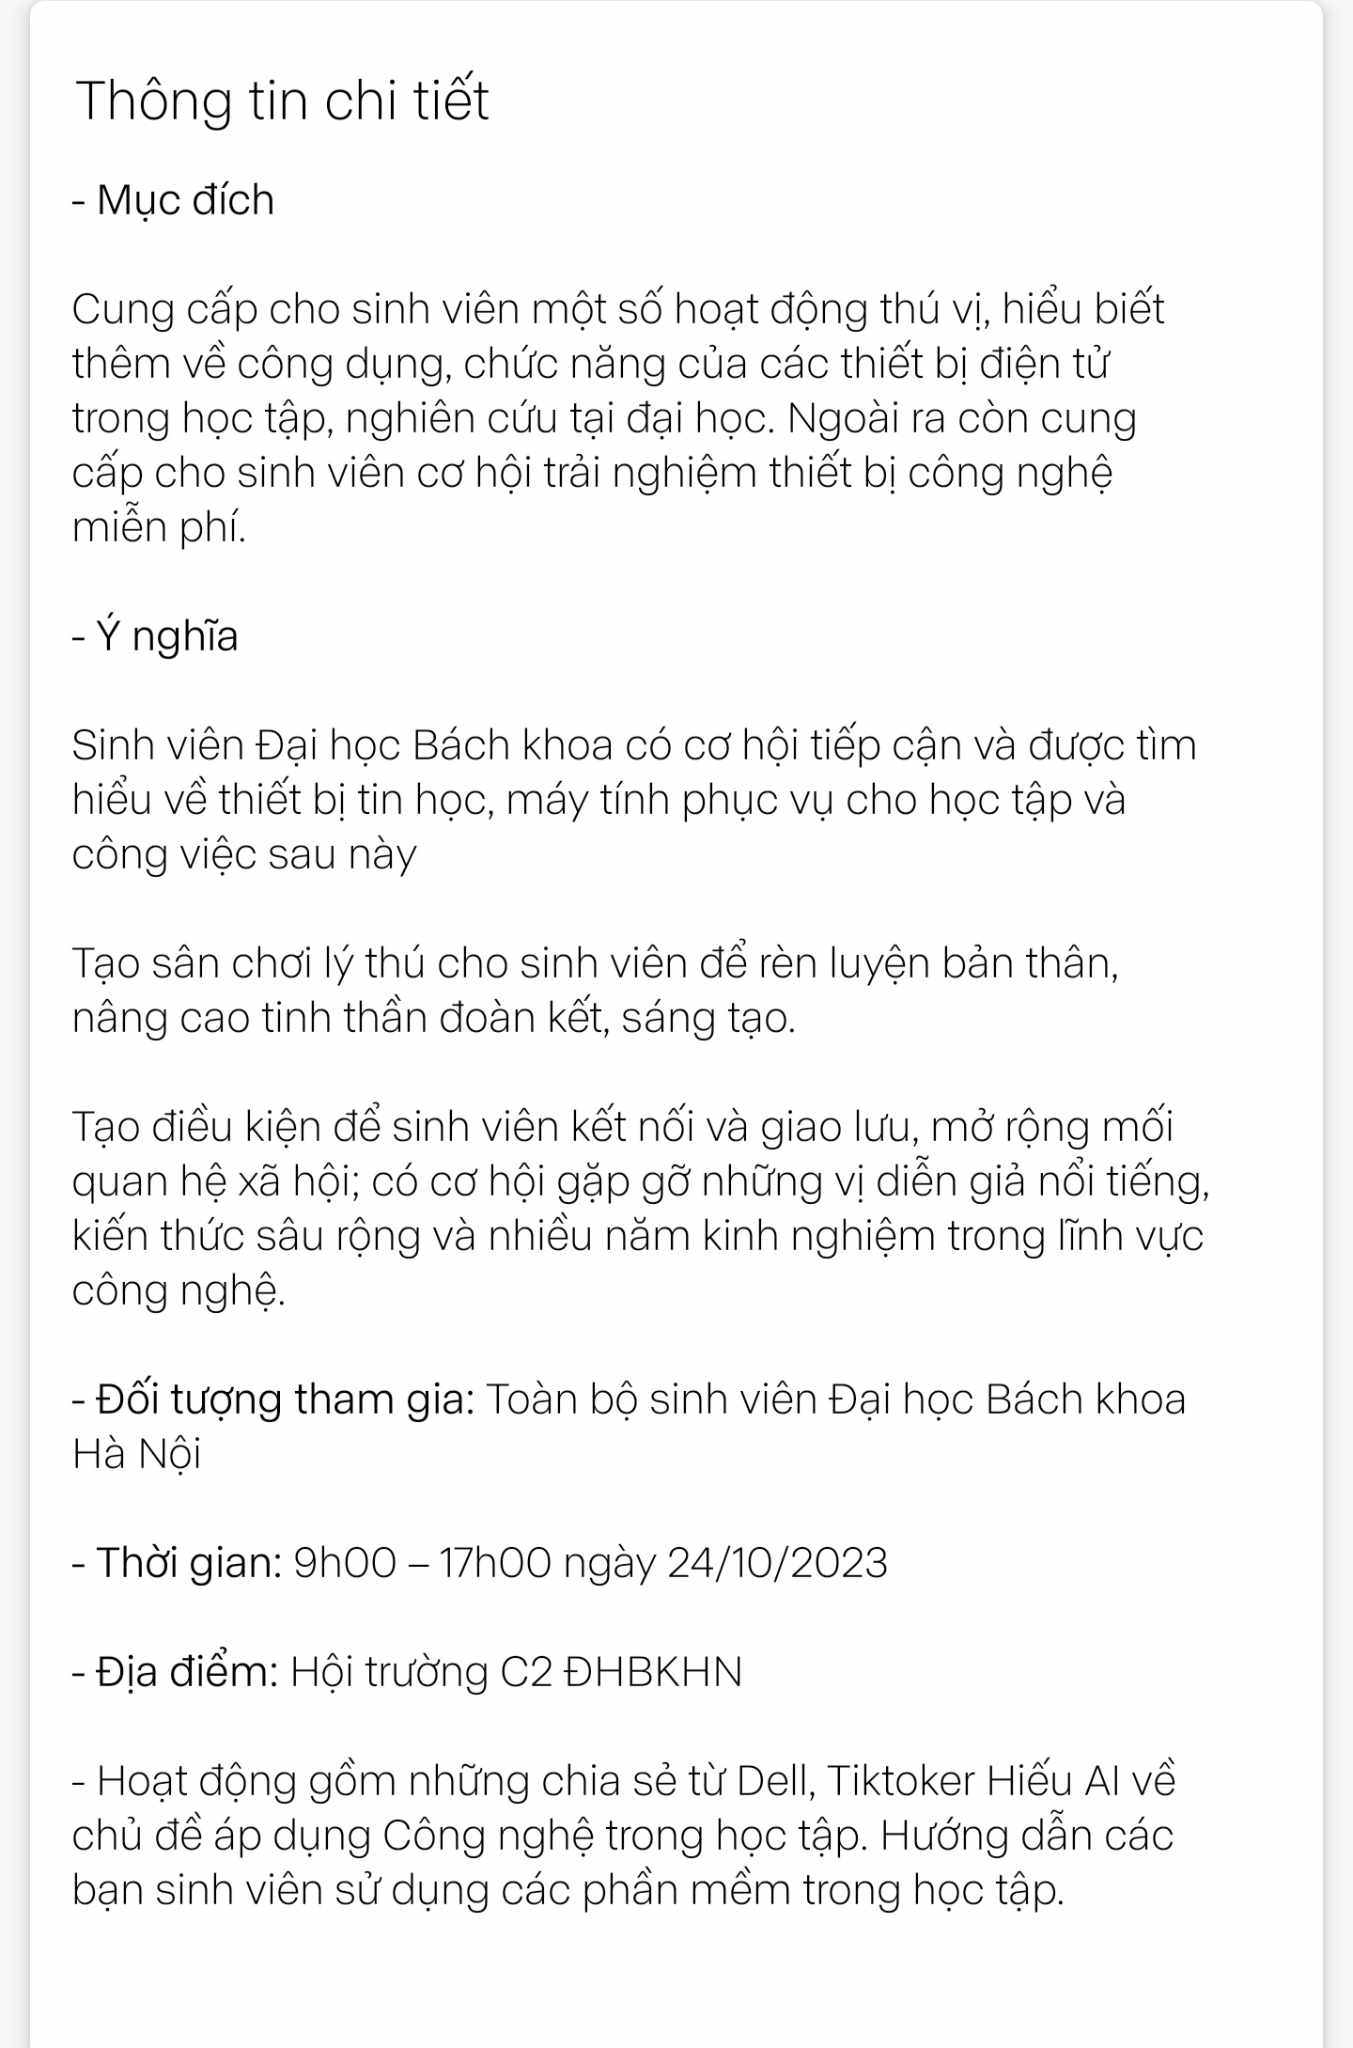 Thông tin chi tiết
- Mục đích
Cung cấp cho sinh viên một số hoạt động thú vị, hiểu biết
thêm về công dụng, chức năng của các thiết bị điện tử
trong học tập, nghiên cứu tại đại học. Ngoài ra còn cung
cấp cho sinh viên cơ hội trải nghiệm thiết bị công nghệ
miễn phí.
- Ý nghĩa
Sinh viên Đại học Bách khoa có cơ hội tiếp cận và được tìm
hiểu về thiết bị tin học, máy tính phục vụ cho học tập và
công việc sau này
Tạo sân chơi lý thú cho sinh viên để rèn luyện bản thân,
nâng cao tinh thần đoàn kết, sáng tạo.
Tạo điều kiện để sinh viên kết nối và giao lưu, mở rộng mối
quan hệ xã hội; có cơ hội gặp gỡ những vị diễn giả nổi tiếng,
kiến thức sâu rộng và nhiều năm kinh nghiệm trong lĩnh vực
công nghệ.
- Đối tượng tham gia: Toàn bộ sinh viên Đại học Bách khoa
Hà Nội
- Thời gian: 9h00 – 17h00 ngày 24/10/2023
- Địa điểm: Hội trường C2 ĐHBKHN
- Hoạt động gồm những chia sẻ từ Dell, Tiktoker Hiếu AI về
chủ đề áp dụng Công nghệ trong học tập. Hướng dẫn các
bạn sinh viên sử dụng các phần mềm trong học tập.